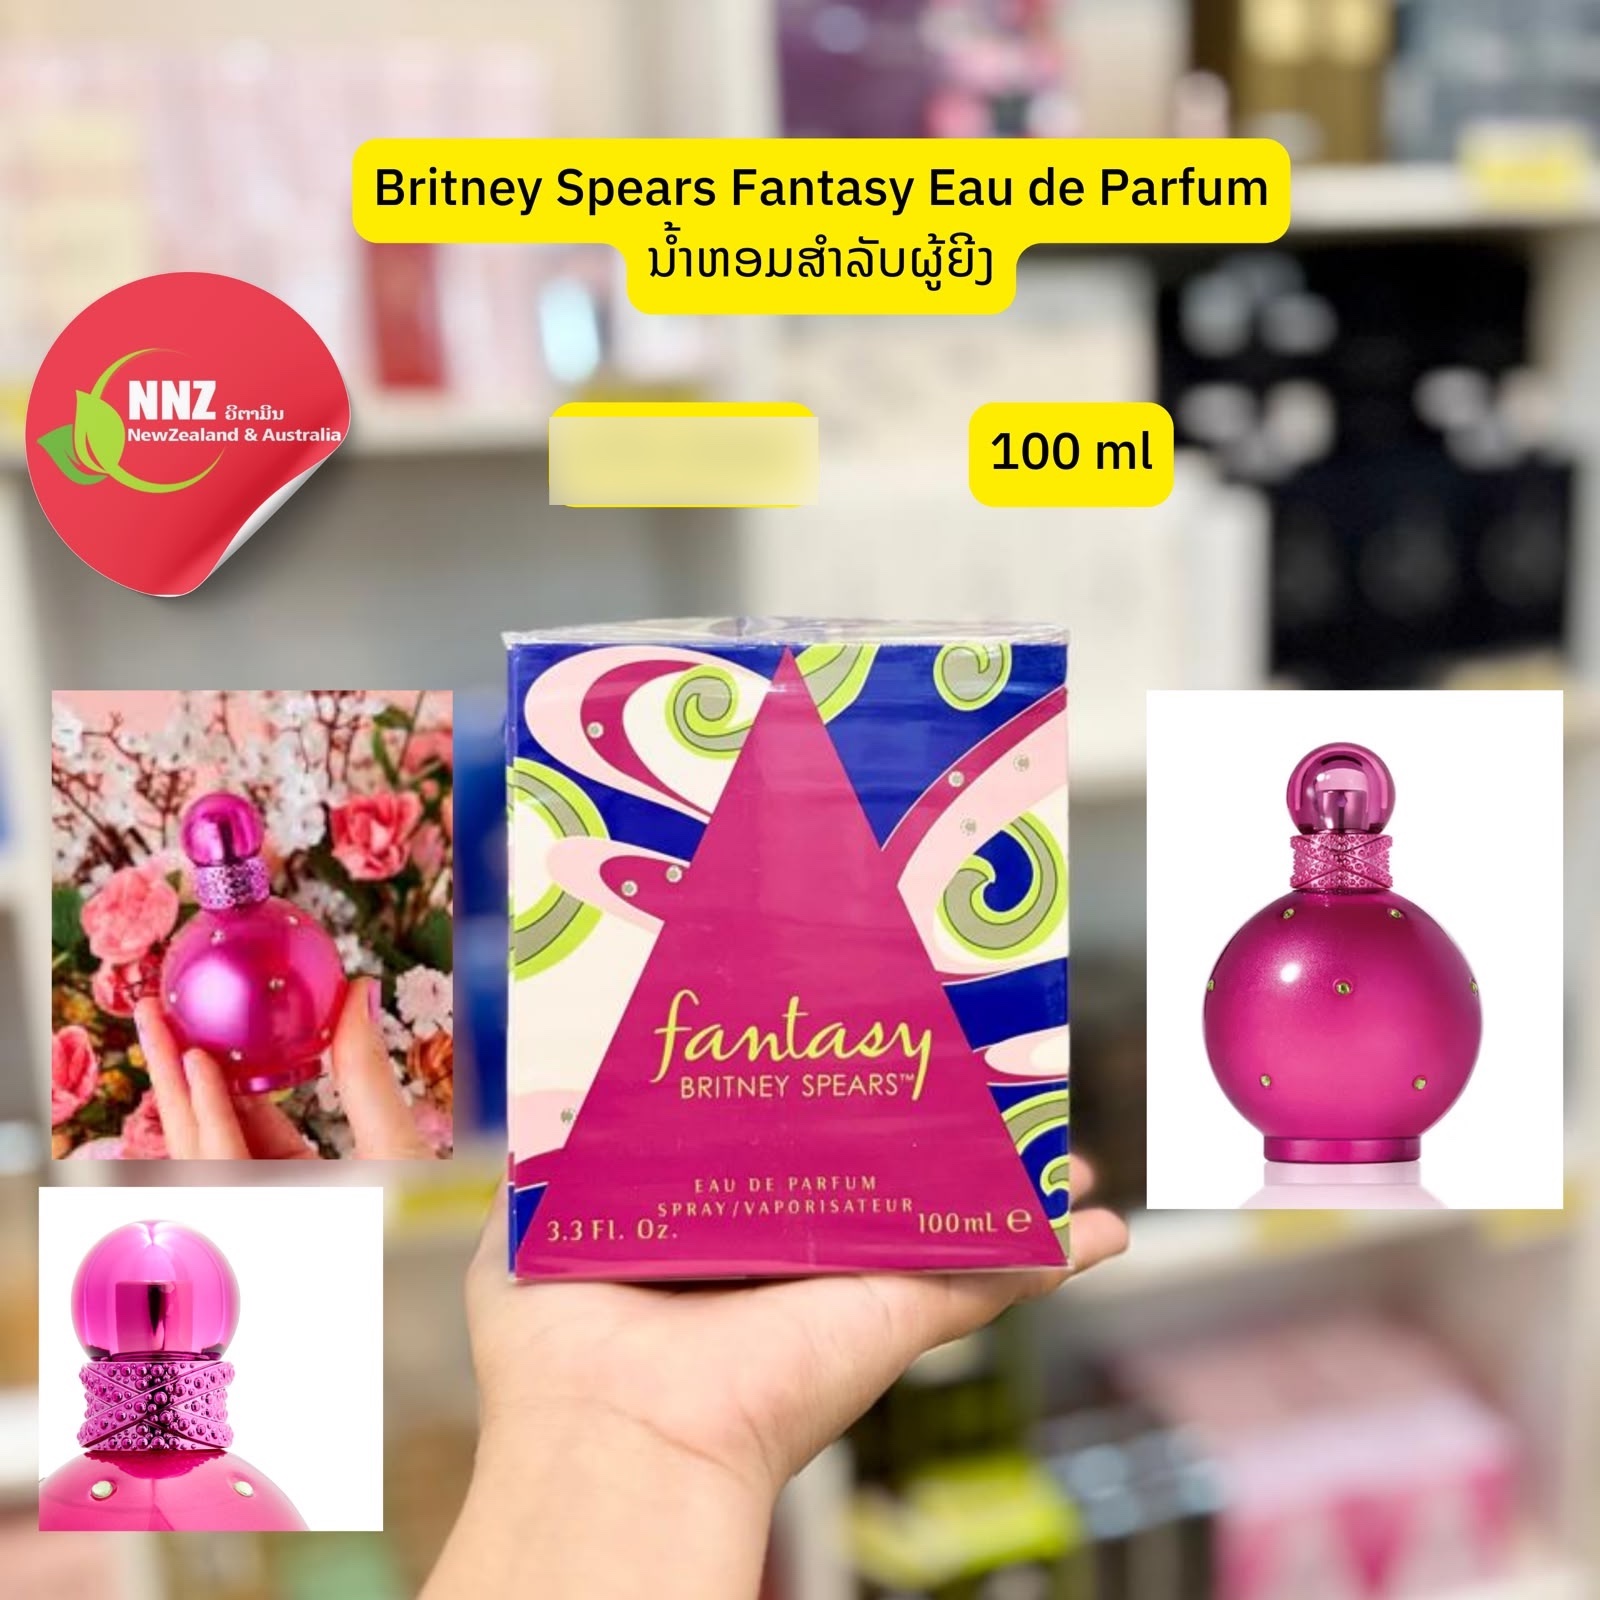 Britney Spears Fantasy Eau de Parfum
ນ້ຳຫອມສຳລັບຜູ້ຍິງ
NNZ ວິຕາມິນ
NewZealand & Australia
100 ml
fantasy
BRITNEY SPEARS™
EAU DE PARFUM
SPRAY/VAPORISATEUR
3.3 Fl. Oz.
100mL ℮